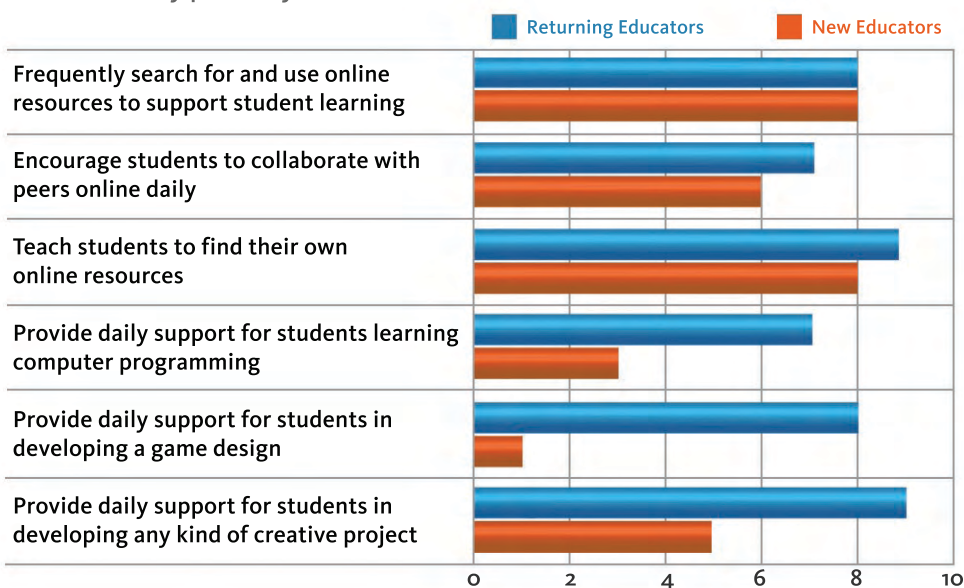 Returning Educators New Educators
Frequently search for and use online
resources to support student learning
Encourage students to collaborate with
peers online daily
Teach students to find their own
online resources
Provide daily support for students learning
computer programming
Provide daily support for students in
developing a game design
Provide daily support for students in
developing any kind of creative project
0 2 4 6 8 10